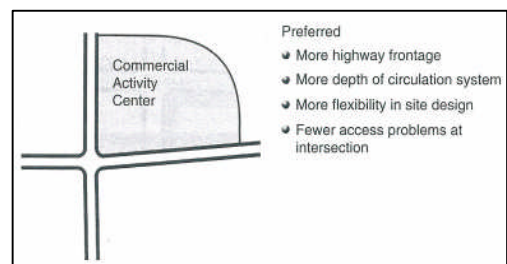 Commercial
Activity
Center
Preferred
More highway frontage
More depth of circulation system
More flexibility in site design
Fewer access problems at
intersection